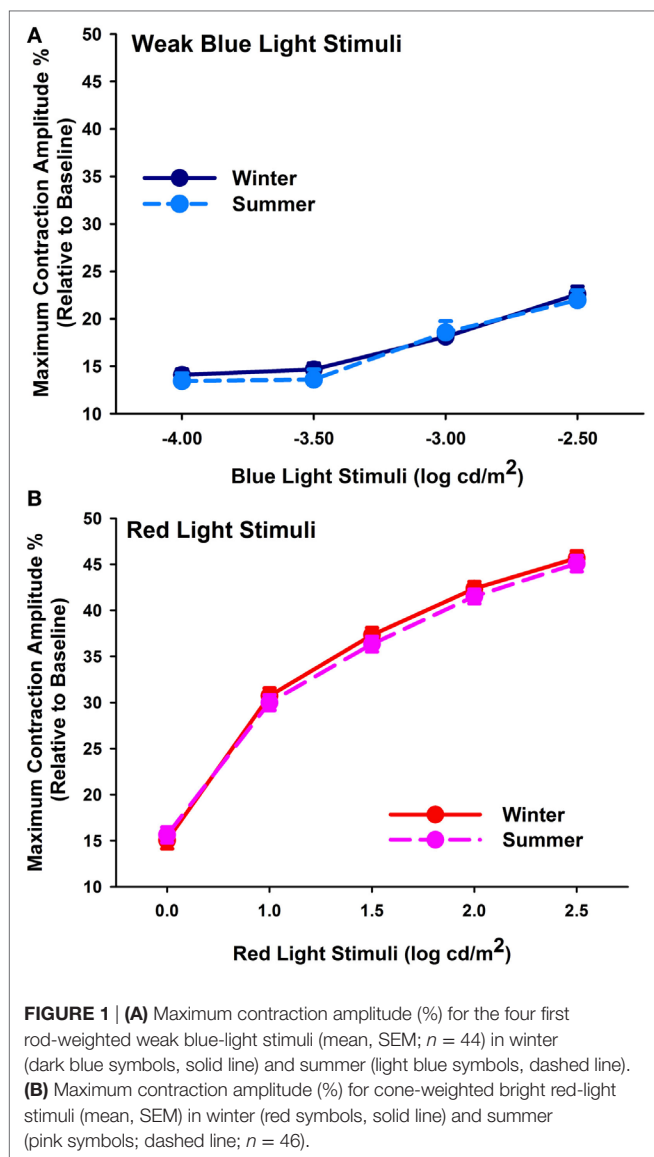 A
Weak Blue Light Stimuli
50
45
40
35
30
25
20
15
10
Maximum Contraction Amplitude %
(Relative to Baseline)
Winter
Summer
-4.00 -3.50 -3.00 -2.50
Blue Light Stimuli (log cd/m²)
B
Red Light Stimuli
50
45
40
35
30
25
20
15
10
Maximum Contraction Amplitude %
(Relative to Baseline)
Winter
Summer
0.0 1.0 1.5 2.0 2.5
Red Light Stimuli (log cd/m²)
FIGURE 1 | (A) Maximum contraction amplitude (%) for the four first
rod-weighted weak blue-light stimuli (mean, SEM; n = 44) in winter
(dark blue symbols, solid line) and summer (light blue symbols, dashed line).
(B) Maximum contraction amplitude (%) for cone-weighted bright red-light
stimuli (mean, SEM) in winter (red symbols, solid line) and summer
(pink symbols; dashed line; n = 46).